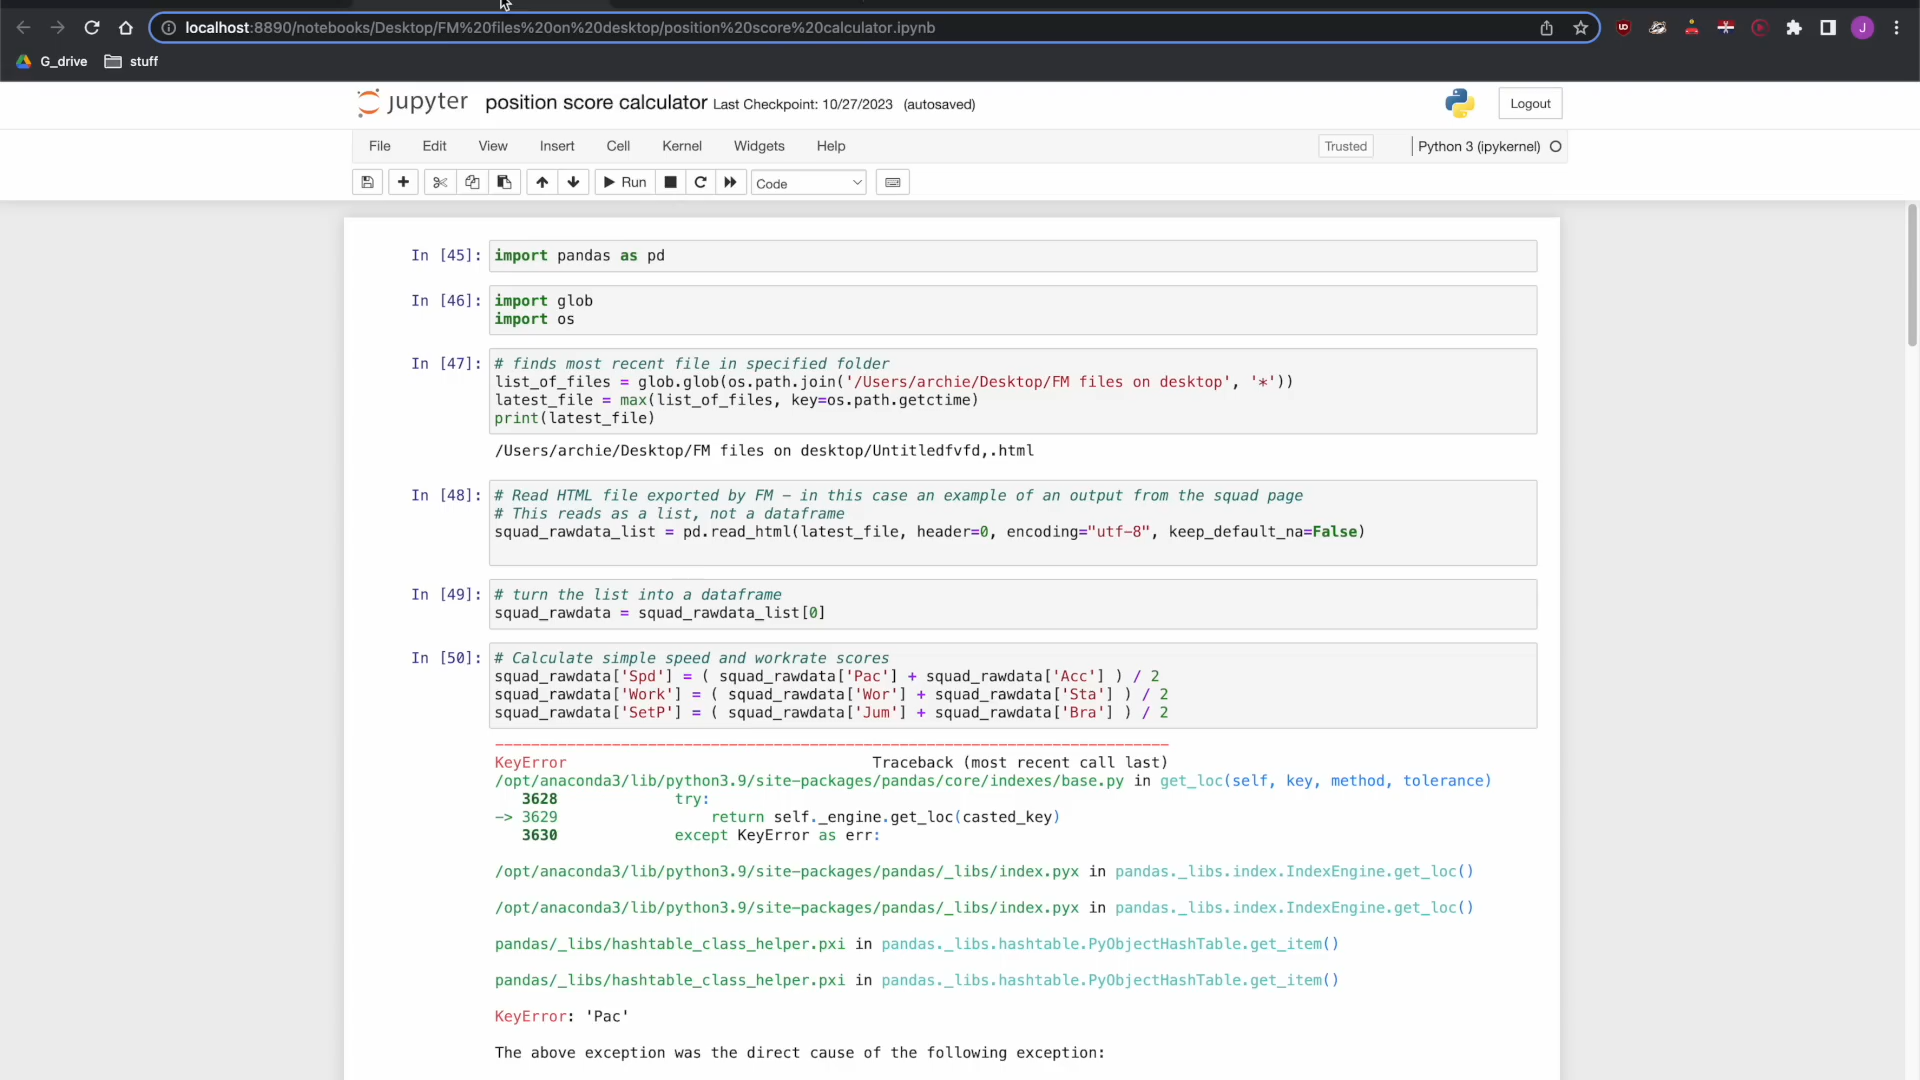 localhost:8890/notebooks/Desktop/FM%20files%20on%20desktop/position%20score%20calculator.ipynb
J
G_drive
stuff
jupyter position score calculator Last Checkpoint: 10/27/2023 (autosaved)
Logout
File Edit View Insert Cell Kernel Widgets Help
Trusted
Python 3 (ipykernel)
Run
Code
In [45]: import pandas as pd
In [46]: import glob
import os
In [47]: # finds most recent file in specified folder
list_of_files = glob.glob(os.path.join('/Users/archie/Desktop/FM files on desktop', '*'))
latest_file = max(list_of_files, key=os.path.getctime)
print(latest_file)
/Users/archie/Desktop/FM files on desktop/Untitledfvfd,.html
In [48]: # Read HTML file exported by FM – in this case an example of an output from the squad page
# This reads as a list, not a dataframe
squad_rawdata_list = pd.read_html(latest_file, header=0, encoding="utf-8", keep_default_na=False)
In [49]: # turn the list into a dataframe
squad_rawdata = squad_rawdata_list[0]
In [50]: # Calculate simple speed and workrate scores
squad_rawdata['Spd'] = ( squad_rawdata['Pac'] + squad_rawdata['Acc'] ) / 2
squad_rawdata['Work'] = ( squad_rawdata['Wor'] + squad_rawdata['Sta'] ) / 2
squad_rawdata['SetP'] = ( squad_rawdata['Jum'] + squad_rawdata['Bra'] ) / 2
---------------------------------------------------------------------------
KeyError Traceback (most recent call last)
/opt/anaconda3/lib/python3.9/site-packages/pandas/core/indexes/base.py in get_loc(self, key, method, tolerance)
3628 try:
-> 3629 return self._engine.get_loc(casted_key)
3630 except KeyError as err:
/opt/anaconda3/lib/python3.9/site-packages/pandas/_libs/index.pyx in pandas._libs.index.IndexEngine.get_loc()
/opt/anaconda3/lib/python3.9/site-packages/pandas/_libs/index.pyx in pandas._libs.index.IndexEngine.get_loc()
pandas/_libs/hashtable_class_helper.pxi in pandas._libs.hashtable.PyObjectHashTable.get_item()
pandas/_libs/hashtable_class_helper.pxi in pandas._libs.hashtable.PyObjectHashTable.get_item()
KeyError: 'Pac'
The above exception was the direct cause of the following exception: